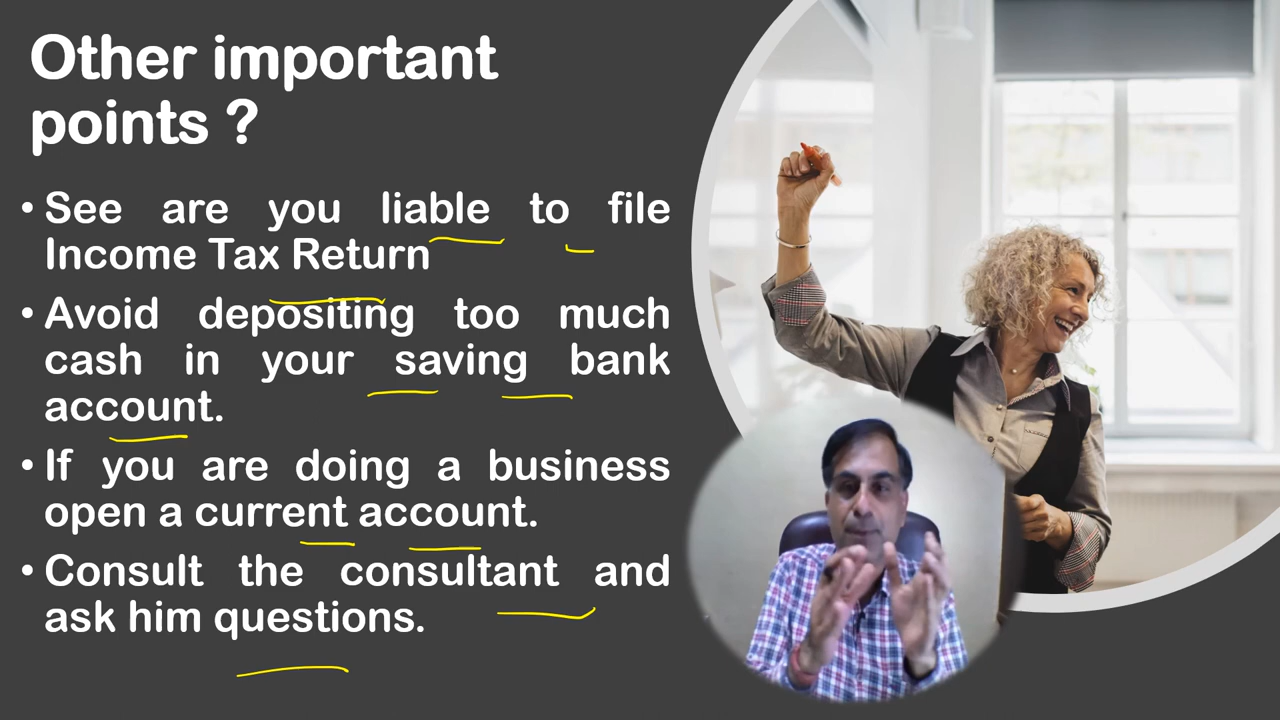 Other important
points ?
• See are you liable to file
Income Tax Return
• Avoid depositing too much
cash in your saving bank
account.
• If you are doing a business
open a current account.
• Consult the consultant and
ask him questions.